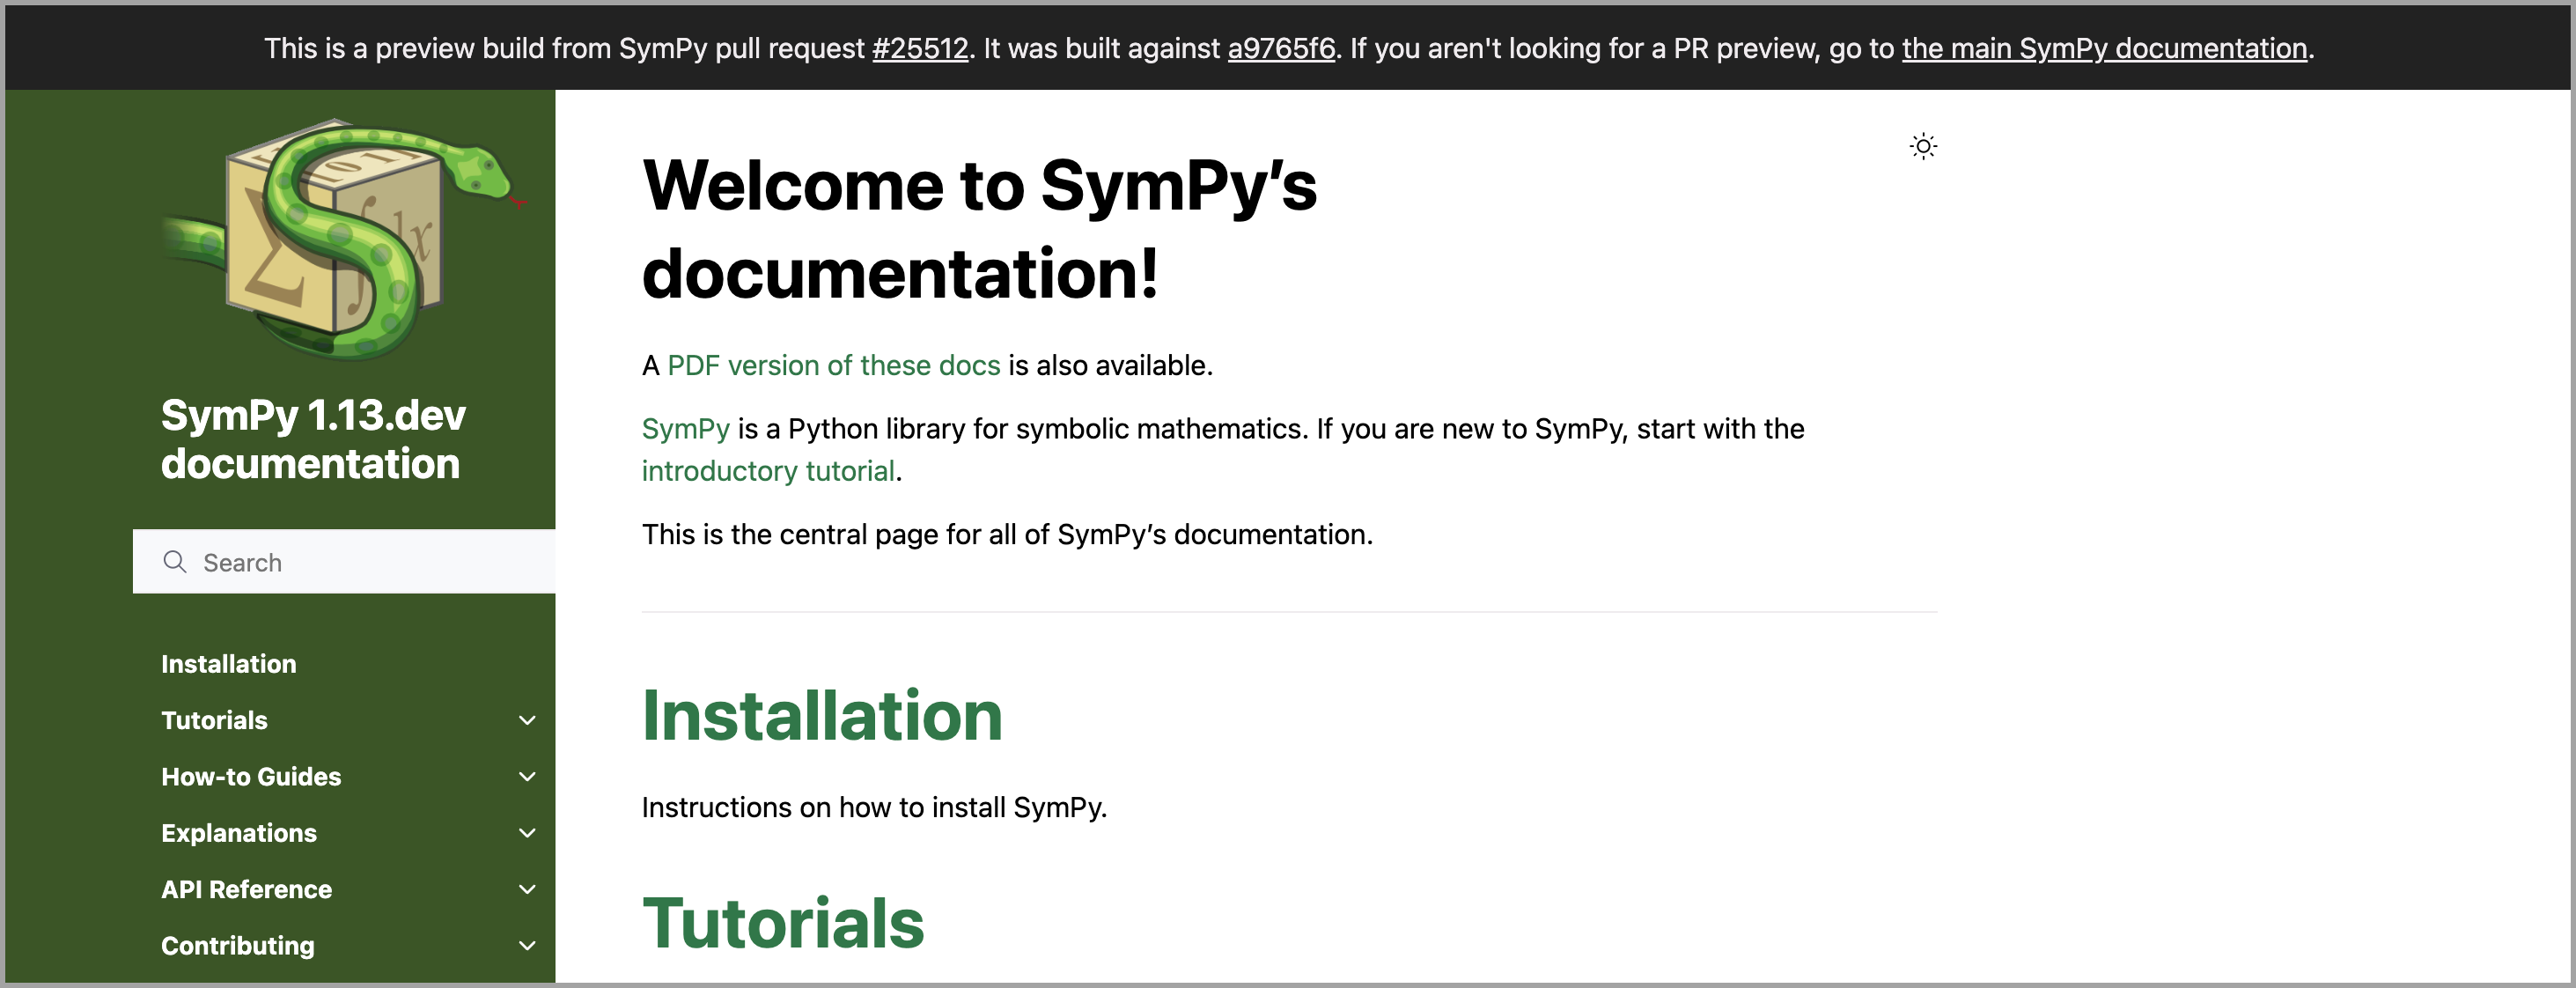 This is a preview build from SymPy pull request #25512. It was built against a9765f6. If you aren't looking for a PR preview, go to the main SymPy documentation.
SymPy 1.13.dev
documentation
Search
Installation
Tutorials
How-to Guides
Explanations
API Reference
Contributing
Welcome to SymPy’s
documentation!
A PDF version of these docs is also available.
SymPy is a Python library for symbolic mathematics. If you are new to SymPy, start with the
introductory tutorial.
This is the central page for all of SymPy’s documentation.
Installation
Instructions on how to install SymPy.
Tutorials